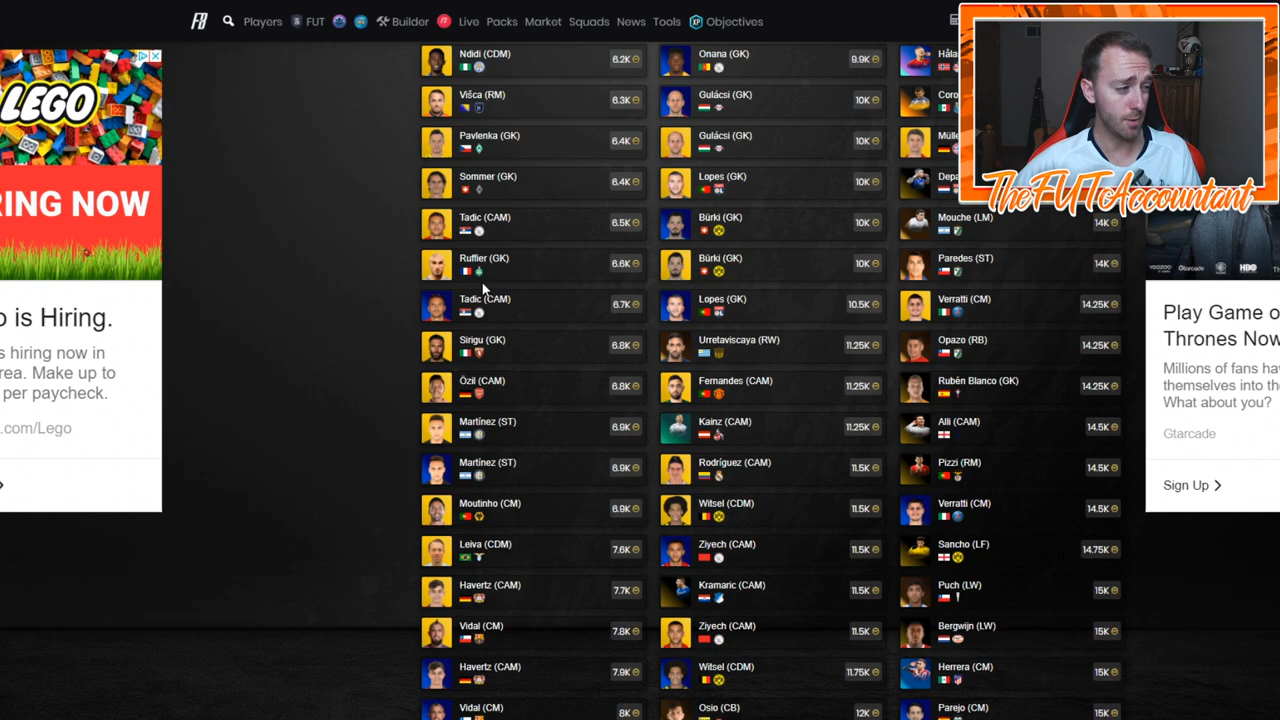 FB
Players
FUT
Builder
Live
Packs
Market
Squads
News
Tools
XP
Objectives
LEGO
RING NOW
o is Hiring.
s hiring now in
rea. Make up to
per paycheck.
.com/Lego
Ndidi (CDM)
6.2K
Višca (RM)
6.3K
Pavlenka (GK)
6.4K
Sommer (GK)
6.4K
Tadic (CAM)
6.5K
Ruffier (GK)
6.6K
Tadic (CAM)
6.7K
Sirigu (GK)
6.8K
Özil (CAM)
6.8K
Martínez (ST)
6.9K
Martínez (ST)
6.9K
Moutinho (CM)
6.9K
Leiva (CDM)
7.6K
Havertz (CAM)
7.7K
Vidal (CM)
7.8K
Havertz (CAM)
7.9K
Vidal (CM)
8K
Onana (GK)
9.9K
Gulácsi (GK)
10K
Gulácsi (GK)
10K
Lopes (GK)
10K
Bürki (GK)
10K
Bürki (GK)
10K
Lopes (GK)
10.5K
Urretaviscaya (RW)
11.25K
Fernandes (CAM)
11.25K
Kainz (CAM)
11.25K
Rodríguez (CAM)
11.5K
Witsel (CDM)
11.5K
Ziyech (CAM)
11.5K
Kramaric (CAM)
11.5K
Ziyech (CAM)
11.5K
Witsel (CDM)
11.75K
Osio (CB)
12K
Håla
Coro
Mülle
Depa
Mouche (LM)
14K
Paredes (ST)
14K
Verratti (CM)
14.25K
Opazo (RB)
14.25K
Rubén Blanco (GK)
14.25K
Alli (CAM)
14.5K
Pizzi (RM)
14.5K
Verratti (CM)
14.5K
Sancho (LF)
14.75K
Puch (LW)
15K
Bergwijn (LW)
15K
Herrera (CM)
15K
Parejo (CM)
15K
TheFUTAccountant
YOOZOO
Gtarcade
HBO
Play Game o
Thrones Now
Millions of fans ha
themselves into the
What about you?
Gtarcade
Sign Up